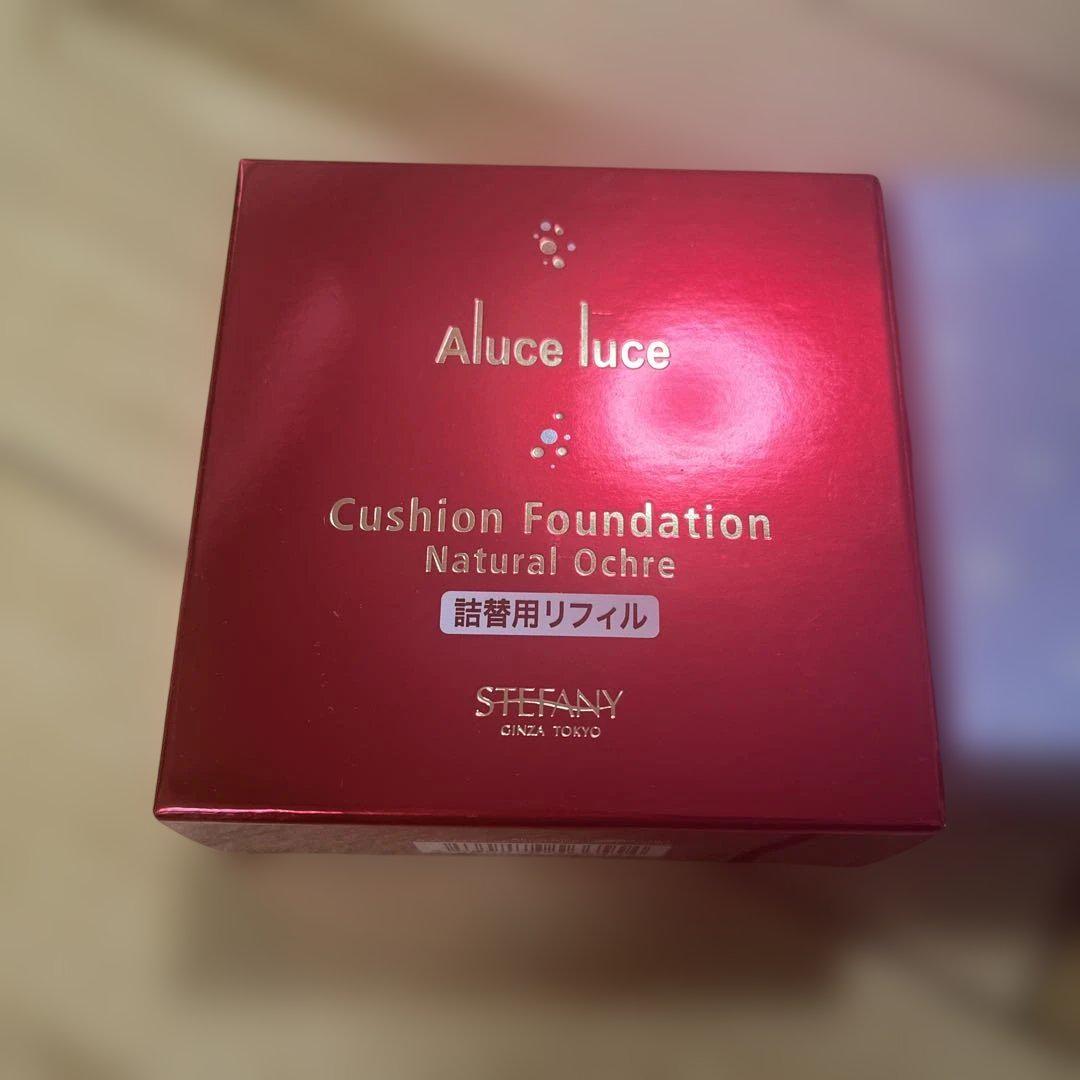 Aluce luce
Cushion Foundation
Natural Ochre
詰替用リフィル
STEFANY
GINZA TOKYO